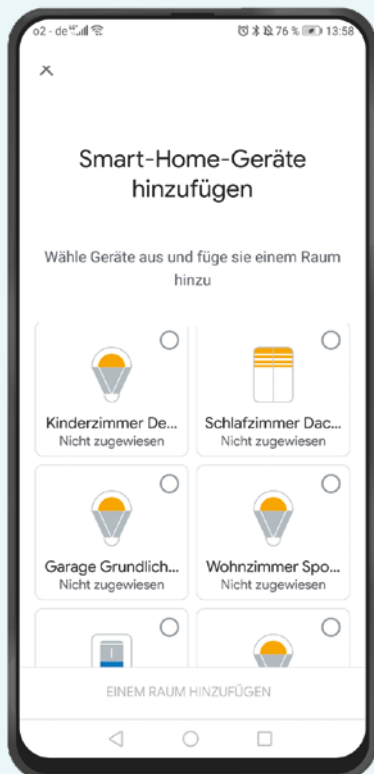 o2 - de 76 % 13:58
Smart-Home-Geräte
hinzufügen
Wähle Geräte aus und füge sie einem Raum
hinzu
Kinderzimmer De... Schlafzimmer Dac...
Nicht zugewiesen Nicht zugewiesen
Garage Grundlich... Wohnzimmer Spo...
Nicht zugewiesen Nicht zugewiesen
EINEM RAUM HINZUFÜGEN